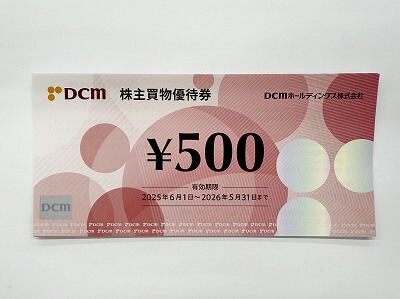 DCM 株主買物優待券 DCMホールディングス株式会社
¥500
有効期限
2025年6月1日～2026年5月31日まで
DCM